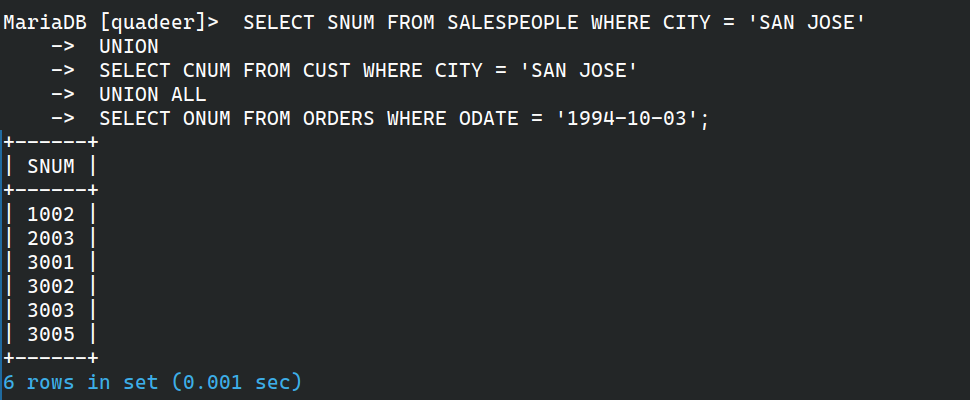 MariaDB [quadeer]>  SELECT SNUM FROM SALESPEOPLE WHERE CITY = 'SAN JOSE'
    ->  UNION
    ->  SELECT CNUM FROM CUST WHERE CITY = 'SAN JOSE'
    ->  UNION ALL
    ->  SELECT ONUM FROM ORDERS WHERE ODATE = '1994-10-03';
+------+
| SNUM |
+------+
| 1002 |
| 2003 |
| 3001 |
| 3002 |
| 3003 |
| 3005 |
+------+
6 rows in set (0.001 sec)